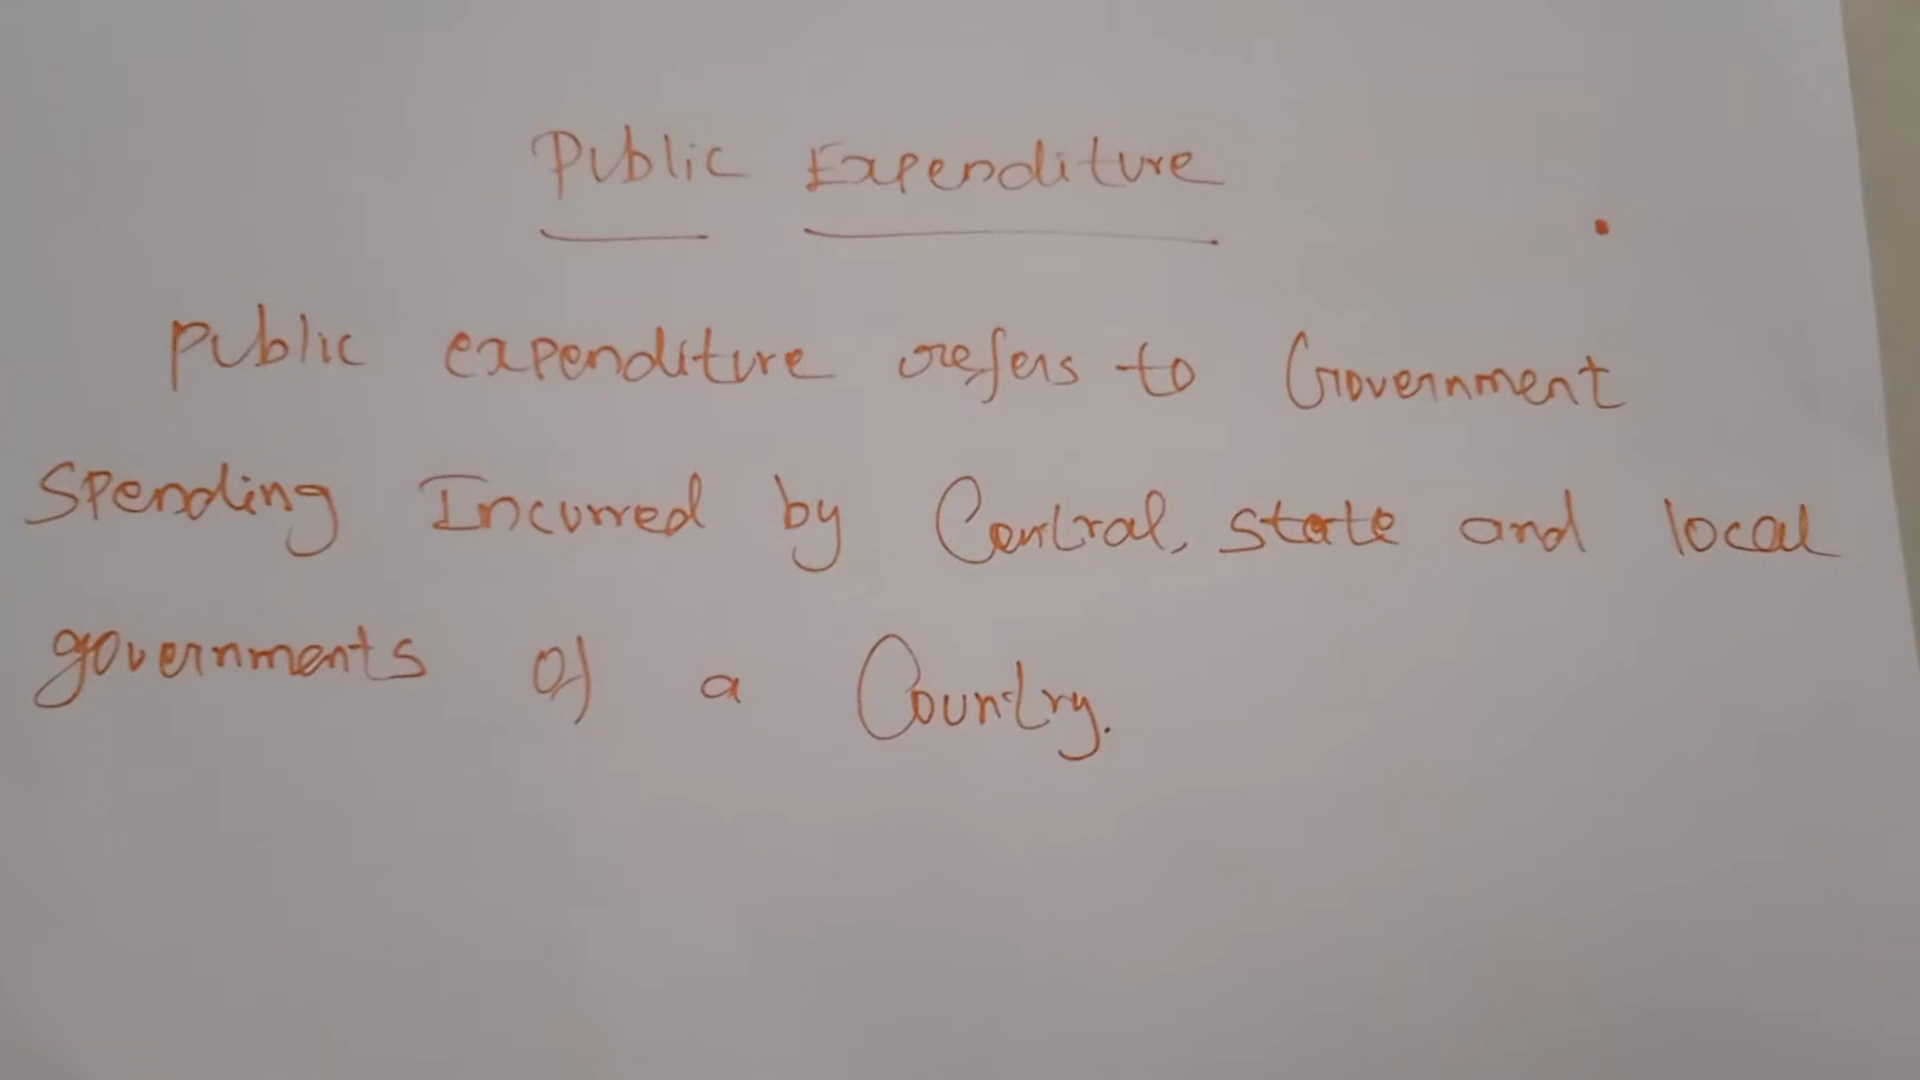 Public Expenditure
Public expenditure refers to Government
Spending Incurred by Central, state and local
governments of a Country.